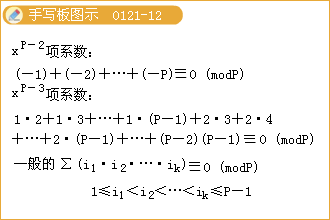 手写板图示 0121-12
x^{P-2}项系数:
(-1)+(-2)+…+(-P)≡0 (modP)
x^{P-3}项系数:
1·2+1·3+…+1·(P-1)+2·3+2·4
+…+2·(P-1)+…+(P-2)(P-1)≡0 (modP)
一般的 ∑(i₁·i₂·…·iₖ)≡0 (modP)
1≤i₁<i₂<…<iₖ≤P-1